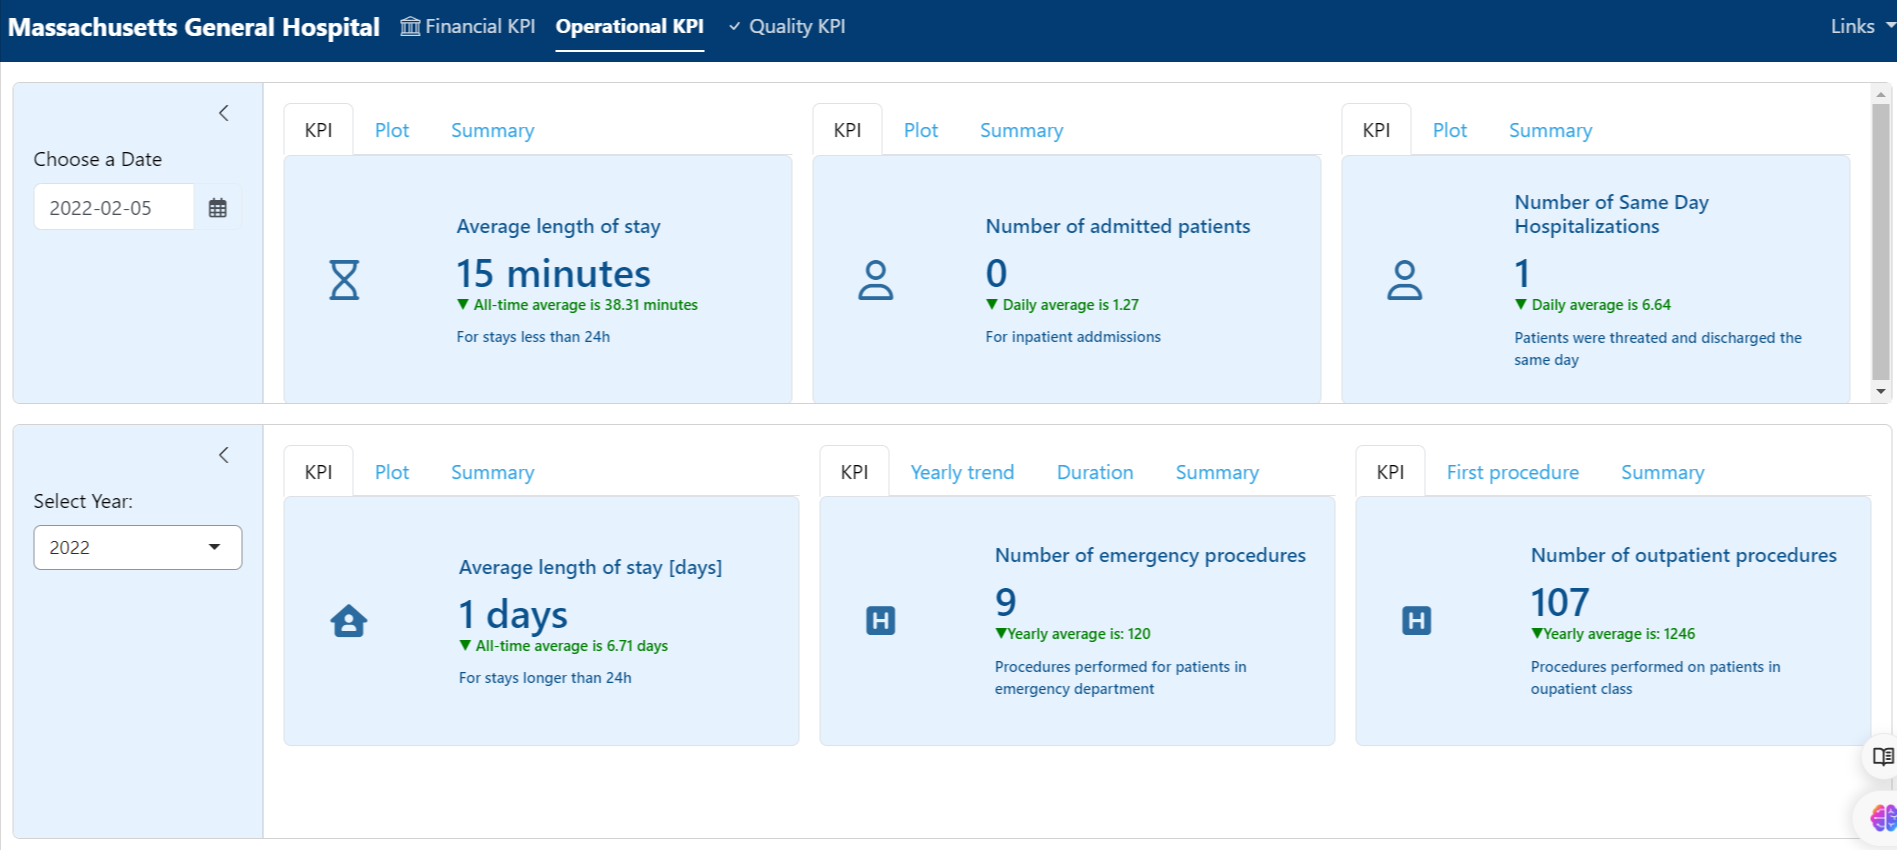 Massachusetts General Hospital Financial KPI Operational KPI Quality KPI Links
Choose a Date
2022-02-05
KPI Plot Summary
Average length of stay
15 minutes
▼ All-time average is 38.31 minutes
For stays less than 24h
KPI Plot Summary
Number of admitted patients
0
▼ Daily average is 1.27
For inpatient addmissions
KPI Plot Summary
Number of Same Day
Hospitalizations
1
▼ Daily average is 6.64
Patients were threated and discharged the
same day
Select Year:
2022
KPI Plot Summary
Average length of stay [days]
1 days
▼ All-time average is 6.71 days
For stays longer than 24h
KPI Yearly trend Duration Summary
Number of emergency procedures
9
▼Yearly average is: 120
Procedures performed for patients in
emergency department
KPI First procedure Summary
Number of outpatient procedures
107
▼Yearly average is: 1246
Procedures performed on patients in
oupatient class